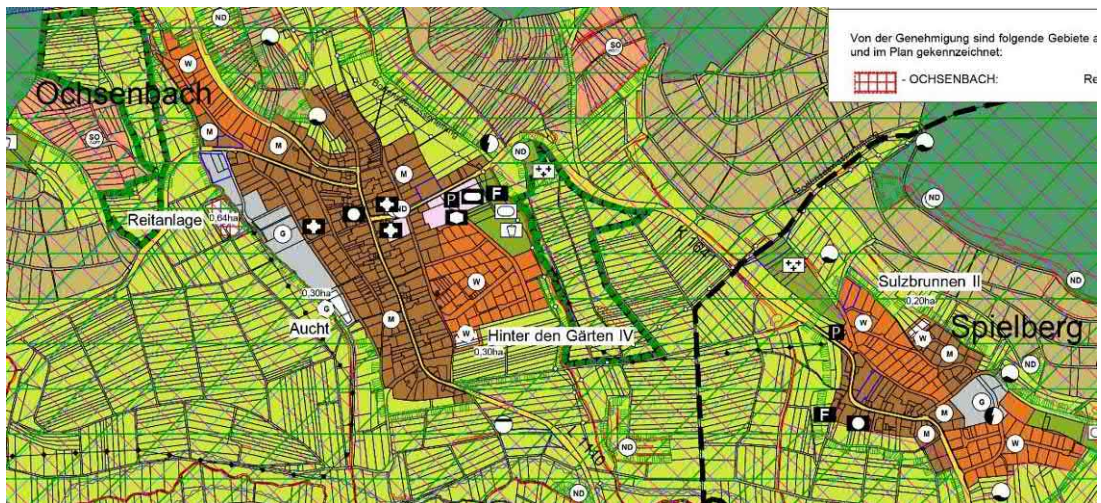 Von der Genehmigung sind folgende Gebiete a
und im Plan gekennzeichnet:
- OCHSENBACH: Re
Ochsenbach
ND
W
SO
M
M
SO
M
ND
ND
P
F
Reitanlage
0,64ha
G
ND
W
0,30ha
G
Aucht
M
W
Hinter den Gärten IV
0,30ha
ND
ND
ND
ND
Sulzbrunnen II
0,20ha
Spielberg
P
W
W
M
ND
G
M
F
M
W